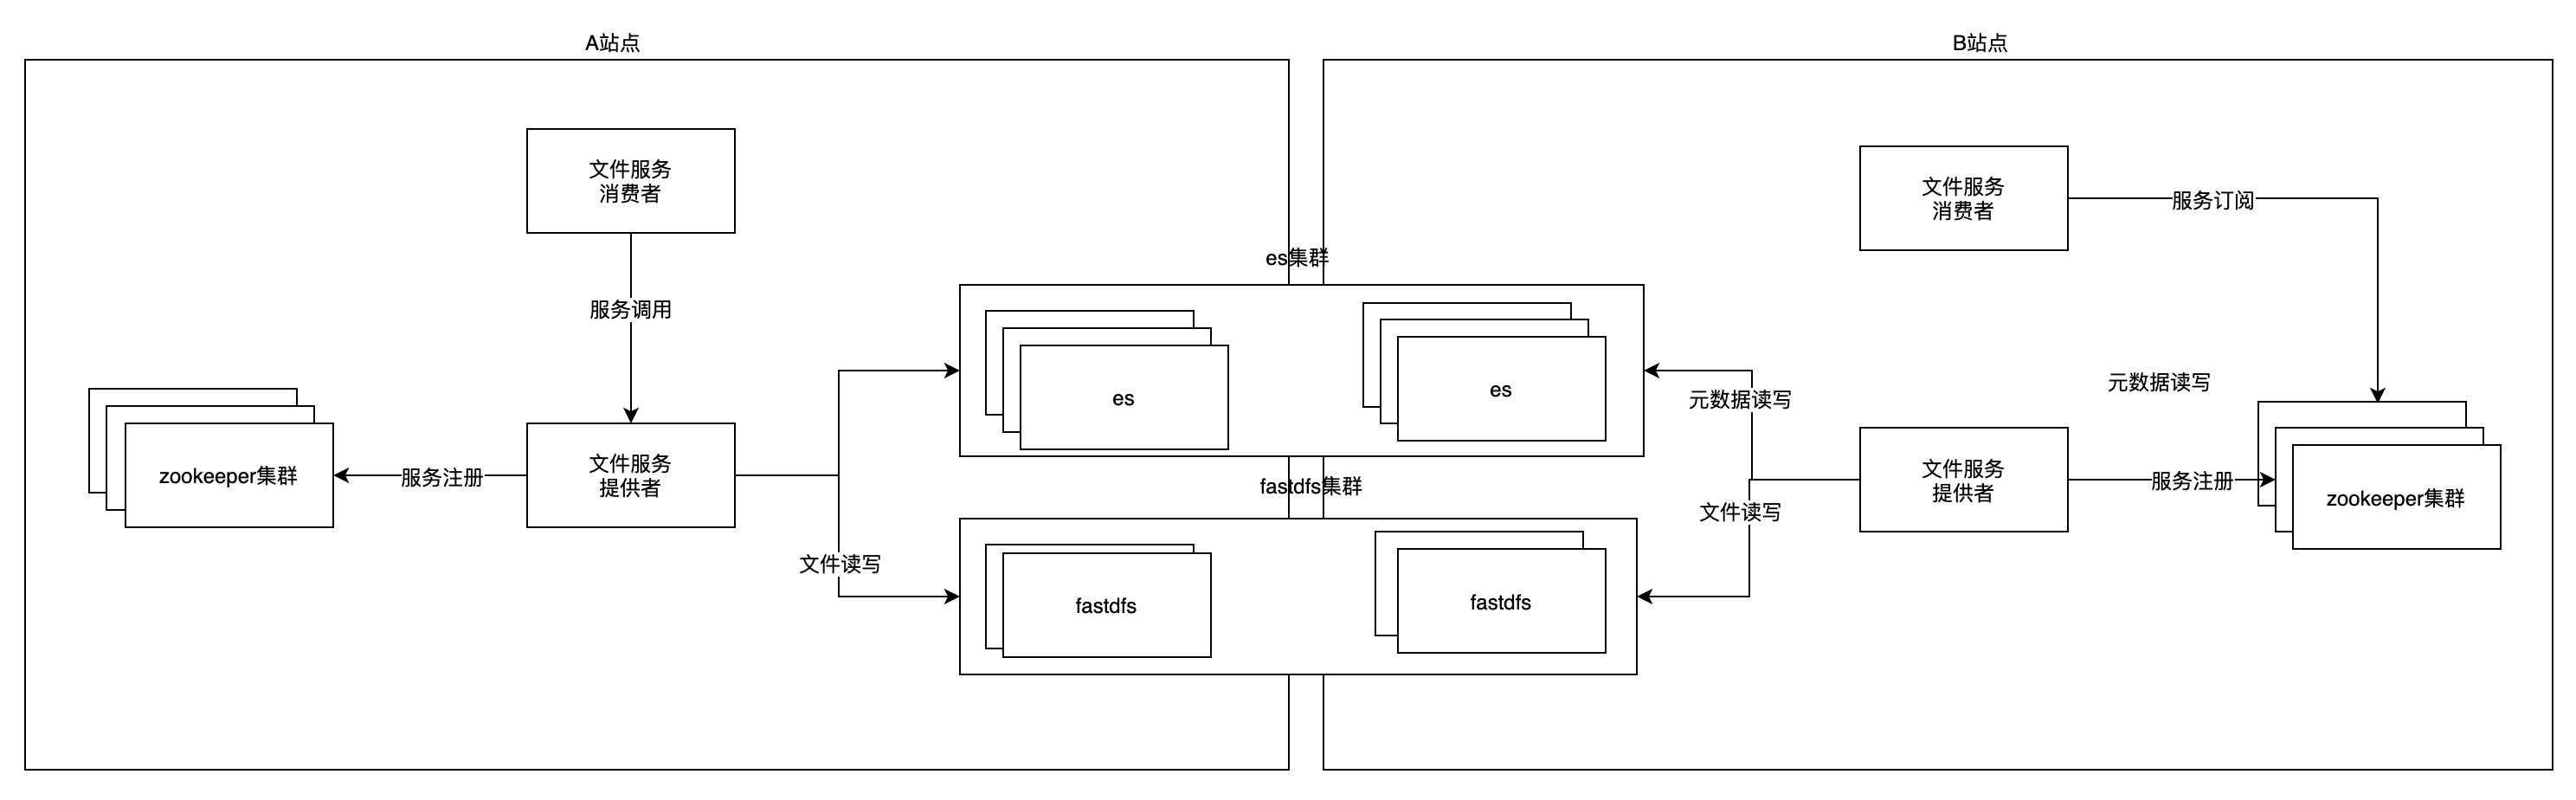 A站点
B站点
文件服务
消费者
服务调用
zookeeper集群
服务注册
文件服务
提供者
文件读写
es集群
es
es
fastdfs集群
fastdfs
fastdfs
元数据读写
文件读写
文件服务
消费者
服务订阅
元数据读写
文件服务
提供者
服务注册
zookeeper集群